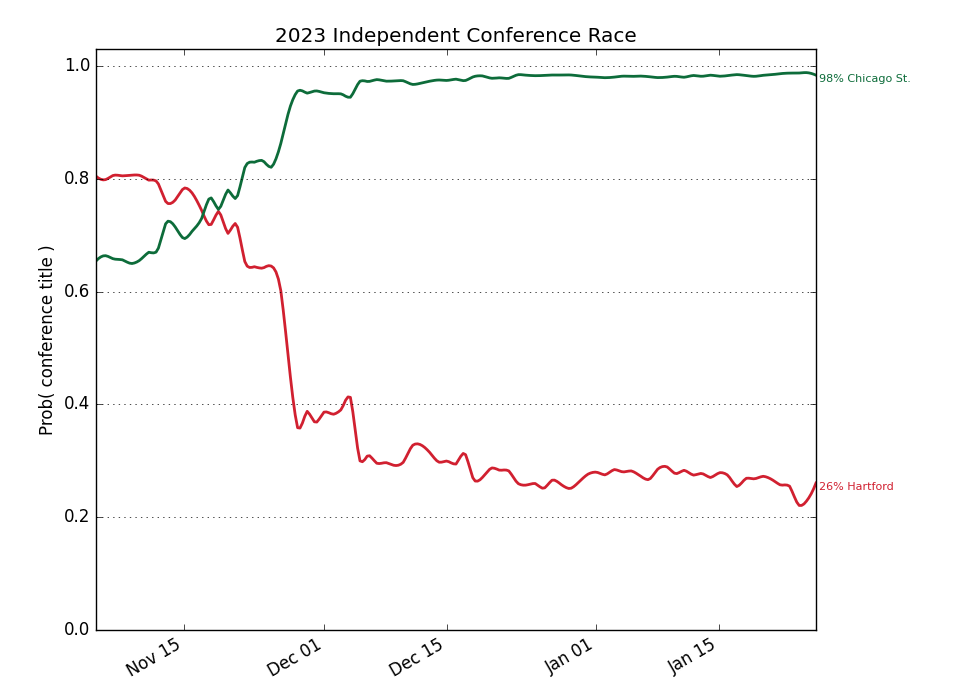 2023 Independent Conference Race
Prob( conference title )
1.0
0.8
0.6
0.4
0.2
0.0
98% Chicago St.
26% Hartford
Nov 15
Dec 01
Dec 15
Jan 01
Jan 15